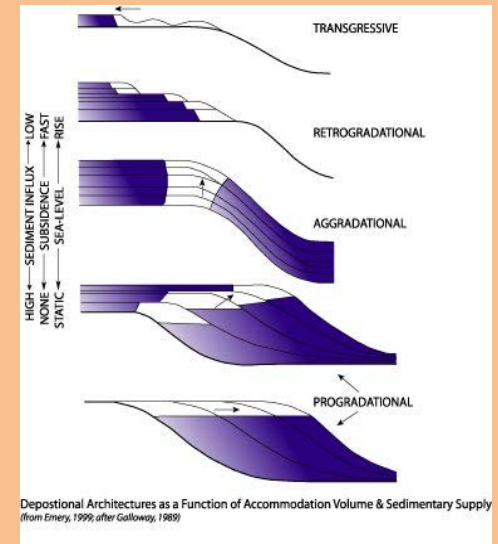 TRANSGRESSIVE
RETROGRADATIONAL
AGGRADATIONAL
PROGRADATIONAL
HIGH SEDIMENT INFLUX LOW
NONE SUBSIDENCE FAST
STATIC SEA-LEVEL RISE
Depostional Architectures as a Function of Accommodation Volume & Sedimentary Supply
(from Emery, 1999; after Galloway, 1989)